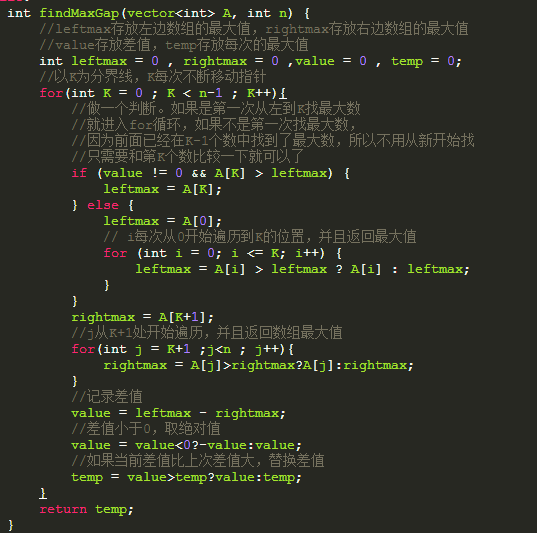 int findMaxGap(vector<int> A, int n) {
//leftmax存放左边数组的最大值，rightmax存放右边数组的最大值
//value存放差值，temp存放每次的最大值
int leftmax = 0 , rightmax = 0 ,value = 0 , temp = 0;
//以K为分界线，K每次不断移动指针
for(int K = 0 ; K < n-1 ; K++){
//做一个判断。如果是第一次从左到K找最大数
//就进入for循环，如果不是第一次找最大数，
//因为前面已经在K-1个数中找到了最大数，所以不用从新开始找
//只需要和第K个数比较一下就可以了
if (value != 0 && A[K] > leftmax) {
leftmax = A[K];
} else {
leftmax = A[0];
// i每次从0开始遍历到K的位置，并且返回最大值
for (int i = 0; i <= K; i++) {
leftmax = A[i] > leftmax ? A[i] : leftmax;
}
}
rightmax = A[K+1];
//j从K+1处开始遍历，并且返回数组最大值
for(int j = K+1 ;j<n ; j++){
rightmax = A[j]>rightmax?A[j]:rightmax;
}
//记录差值
value = leftmax - rightmax;
//差值小于0，取绝对值
value = value<0?-value:value;
//如果当前差值比上次差值大，替换差值
temp = value>temp?value:temp;
}
return temp;
}